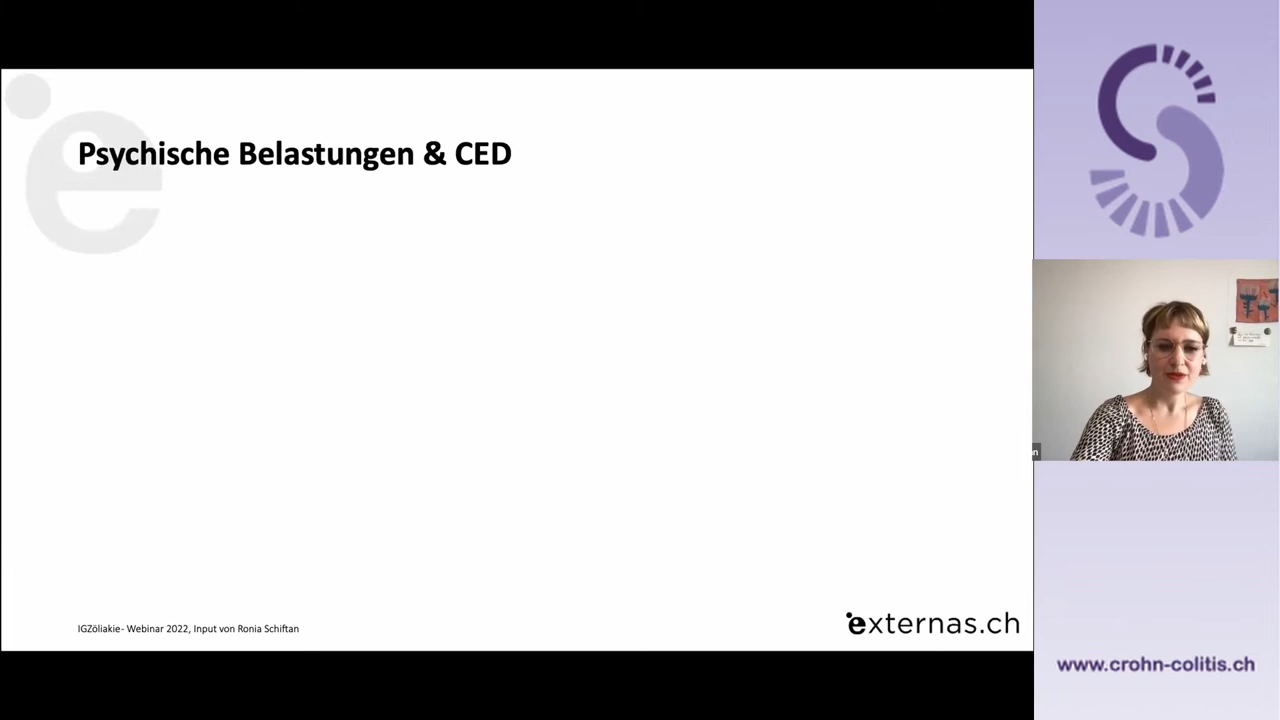 Psychische Belastungen & CED
IGZöliakie- Webinar 2022, Input von Ronia Schiftan
externas.ch
www.crohn-colitis.ch